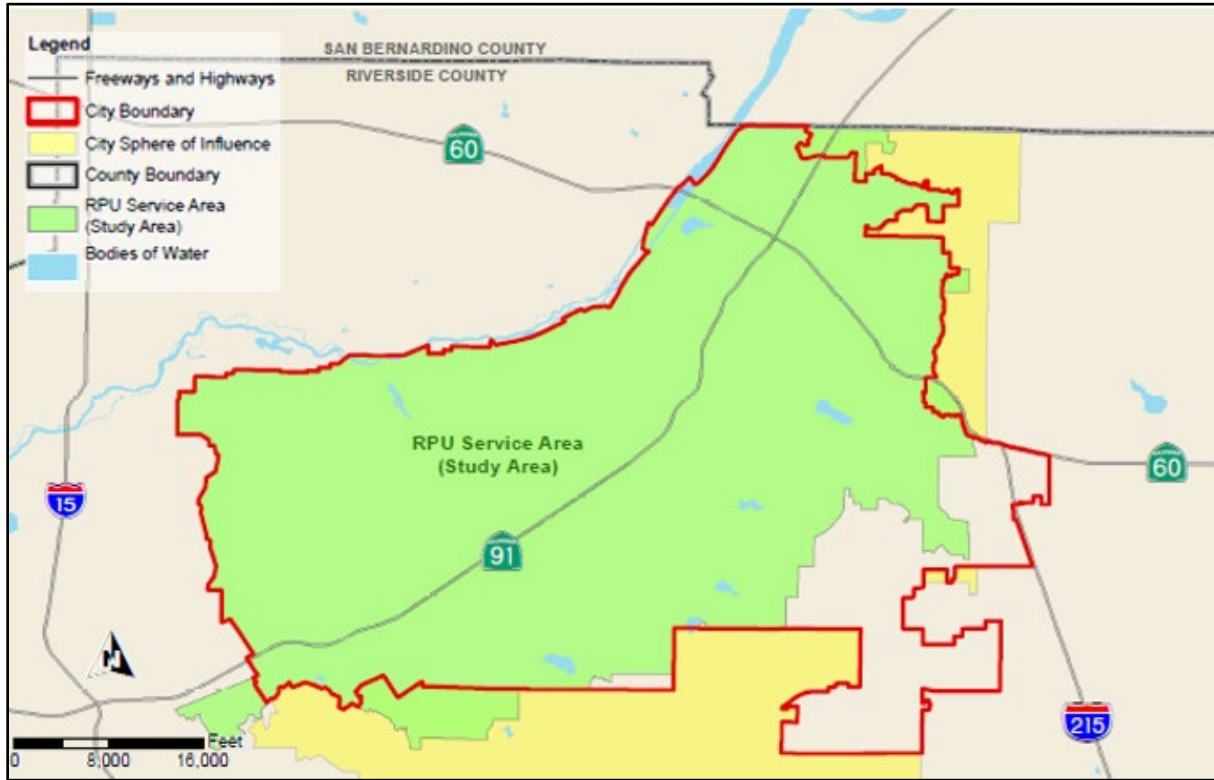 Legend
Freeways and Highways
City Boundary
City Sphere of Influence
County Boundary
RPU Service Area
(Study Area)
Bodies of Water
SAN BERNARDINO COUNTY
RIVERSIDE COUNTY
60
RPU Service Area
(Study Area)
60
15
91
N
215
Feet
0 8,000 16,000